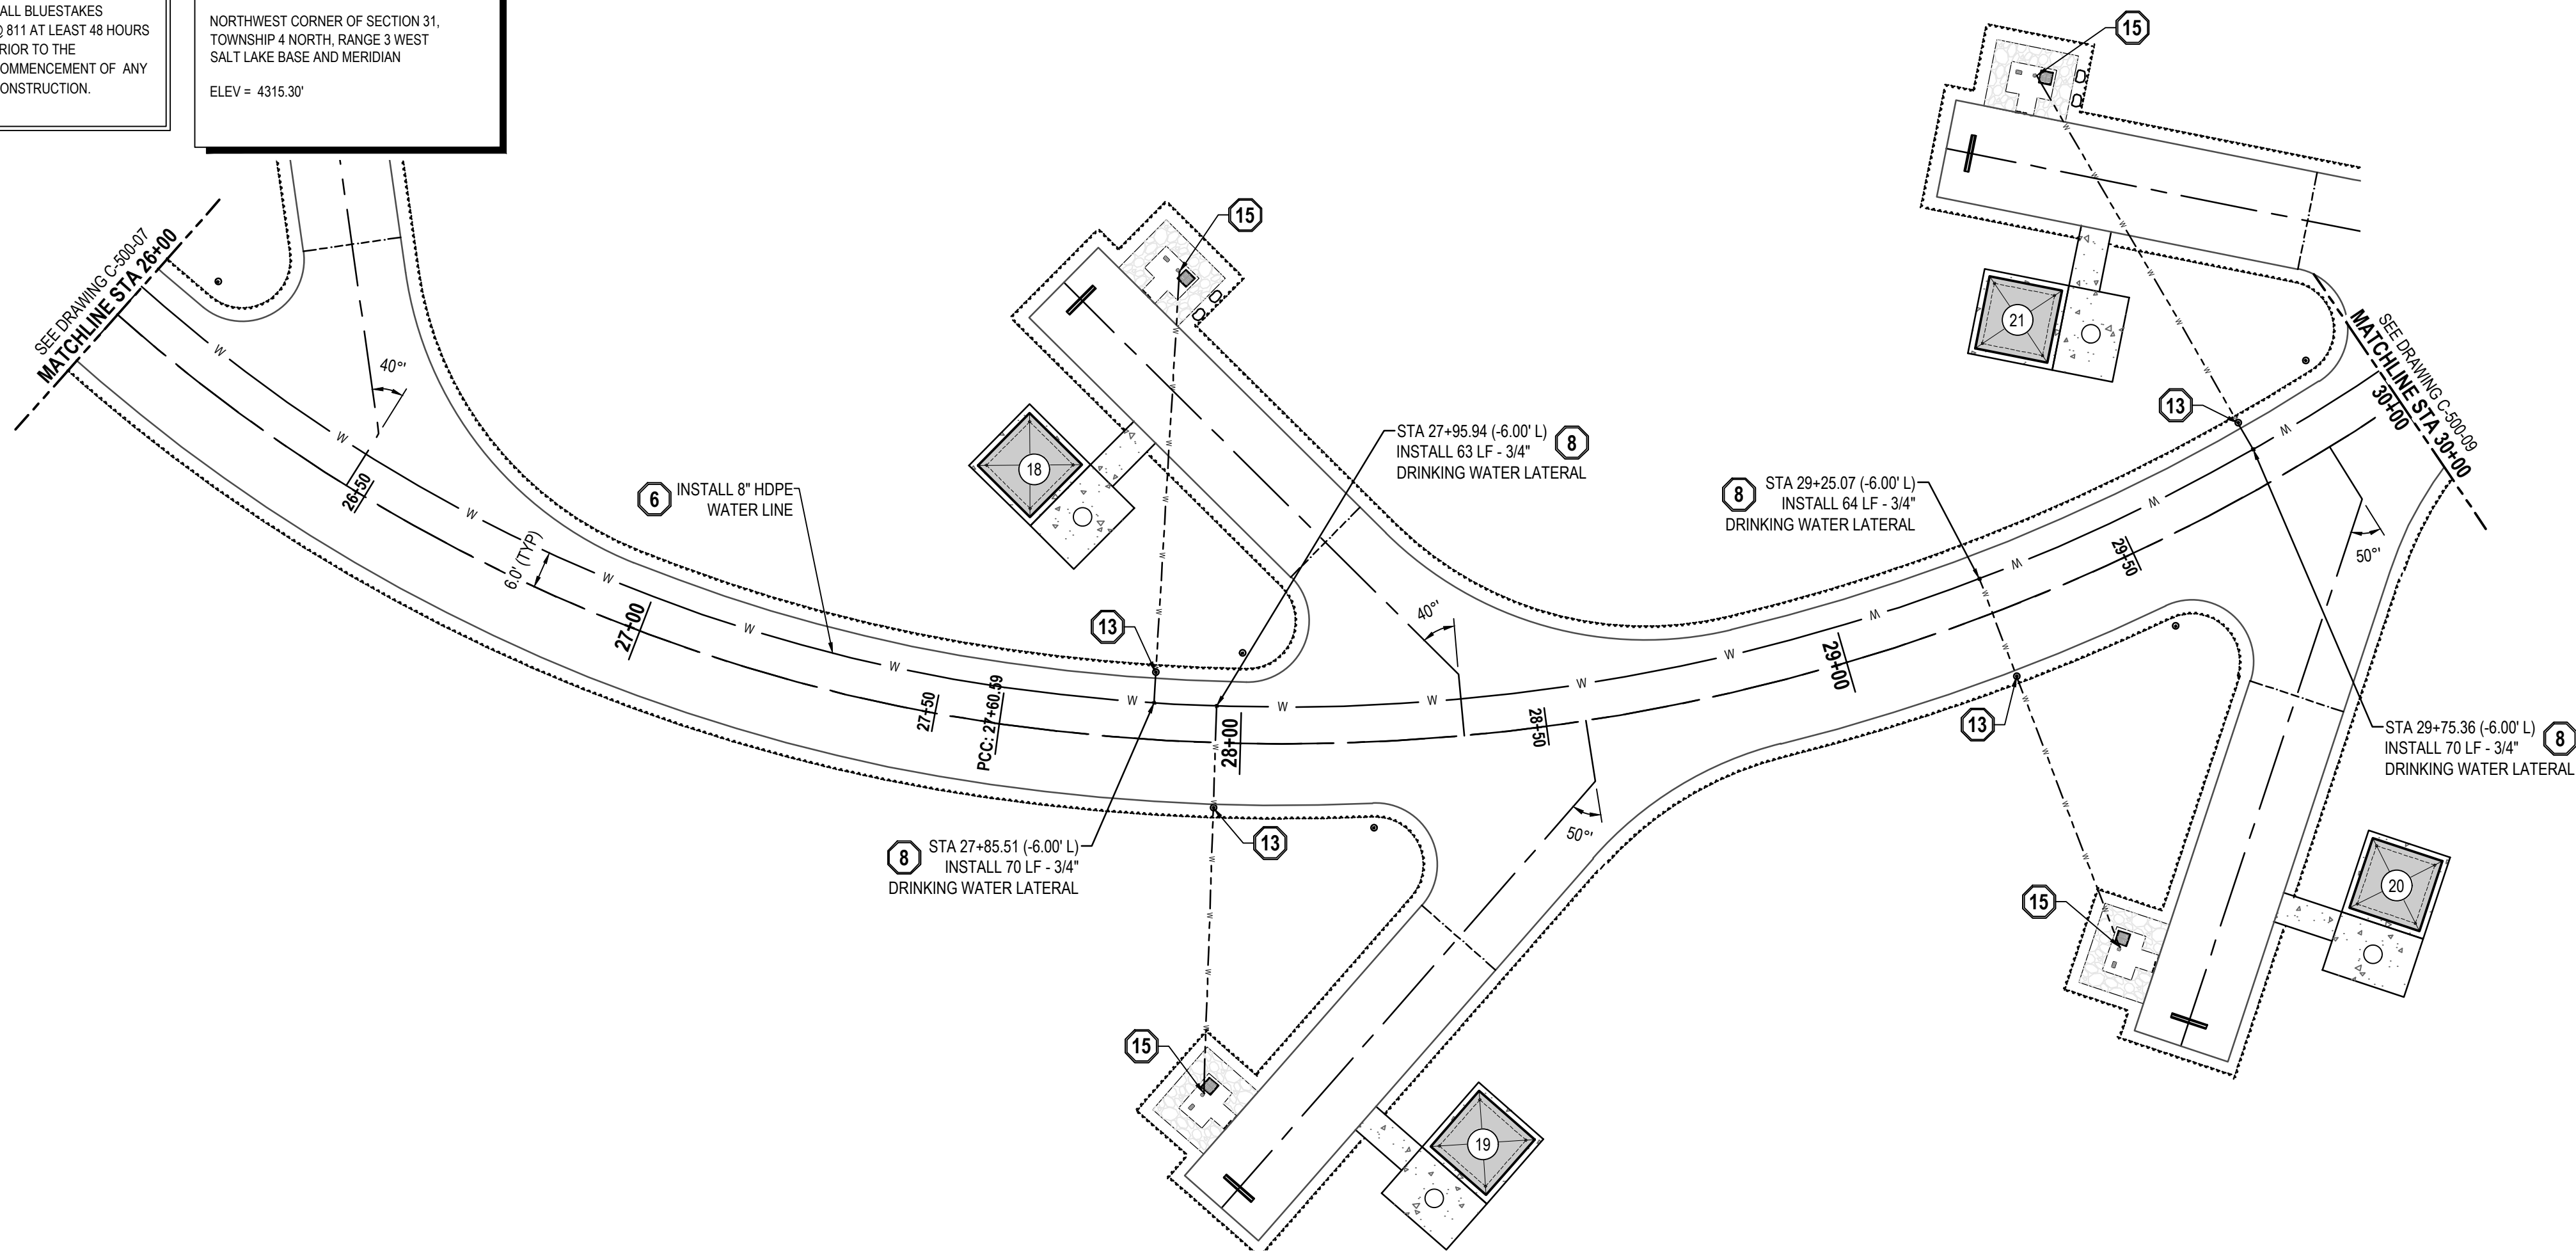 ALL BLUESTAKES
@ 811 AT LEAST 48 HOURS
RIOR TO THE
OMMENCEMENT OF ANY
ONSTRUCTION.
NORTHWEST CORNER OF SECTION 31,
TOWNSHIP 4 NORTH, RANGE 3 WEST
SALT LAKE BASE AND MERIDIAN
ELEV = 4315.30'
SEE DRAWING C-500-07
MATCHLINE STA 26+00
40°'
26+50
6 INSTALL 8" HDPE
WATER LINE
6.0' (TYP)
27+00
27+50
PCC: 27+60.59
15
18
13
STA 27+95.94 (-6.00' L) 8
INSTALL 63 LF - 3/4"
DRINKING WATER LATERAL
28+00
8 STA 27+85.51 (-6.00' L)
INSTALL 70 LF - 3/4"
DRINKING WATER LATERAL
13
15
19
40°'
28+50
50°'
8 STA 29+25.07 (-6.00' L)
INSTALL 64 LF - 3/4"
DRINKING WATER LATERAL
29+00
29+50
13
15
20
15
21
13
SEE DRAWING C-500-09
MATCHLINE STA 30+00
30+00
50°'
STA 29+75.36 (-6.00' L) 8
INSTALL 70 LF - 3/4"
DRINKING WATER LATERAL
W W W W W W W W W W W W W W W W W